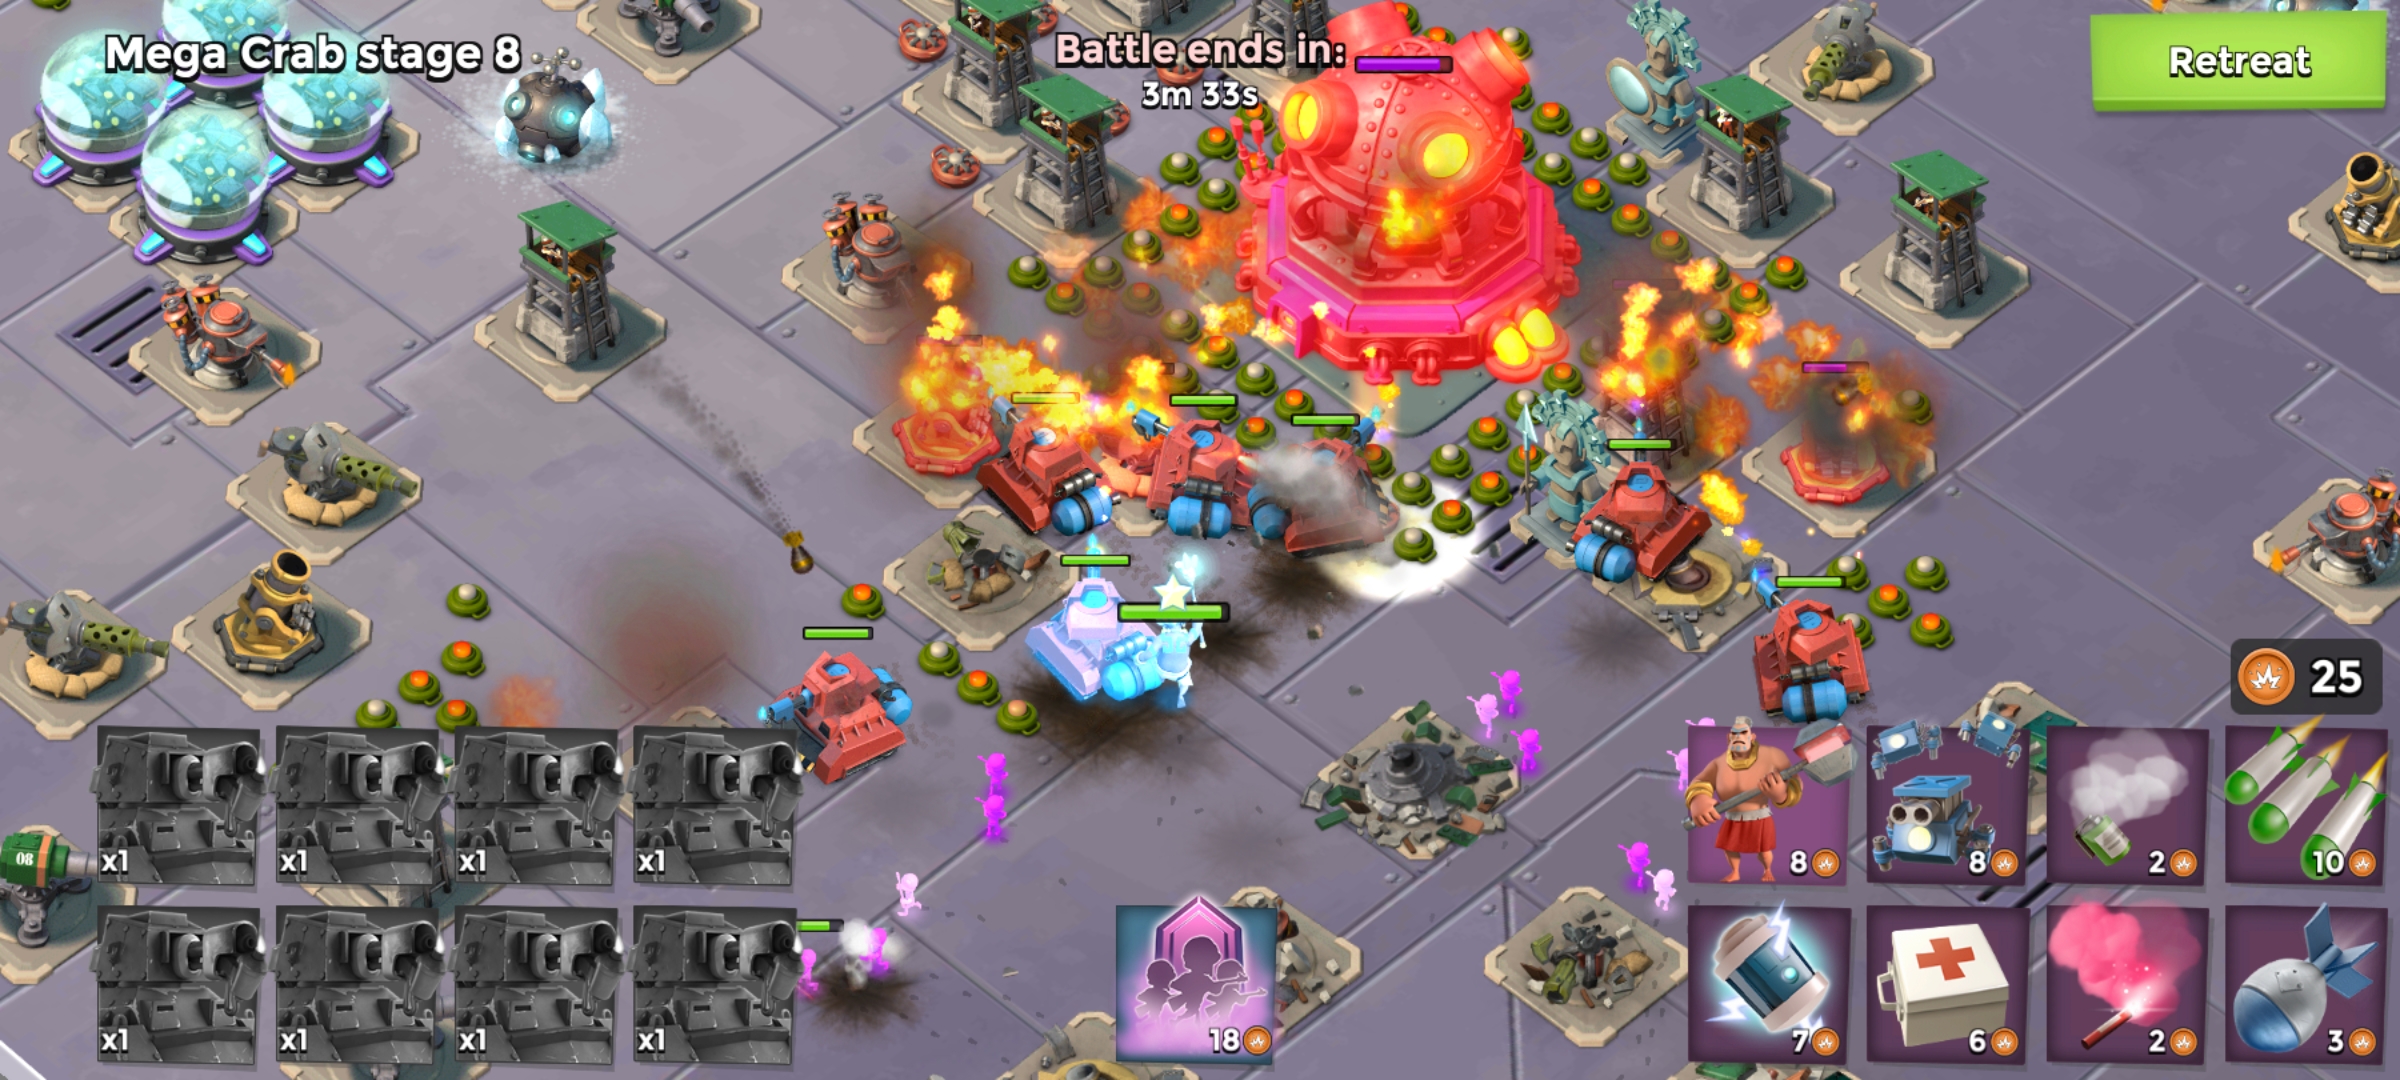 Mega Crab stage 8
Battle ends in:
3m 33s
Retreat
25
x1
x1
x1
x1
8
8
2
10
08
x1
x1
x1
x1
18
7
6
2
3